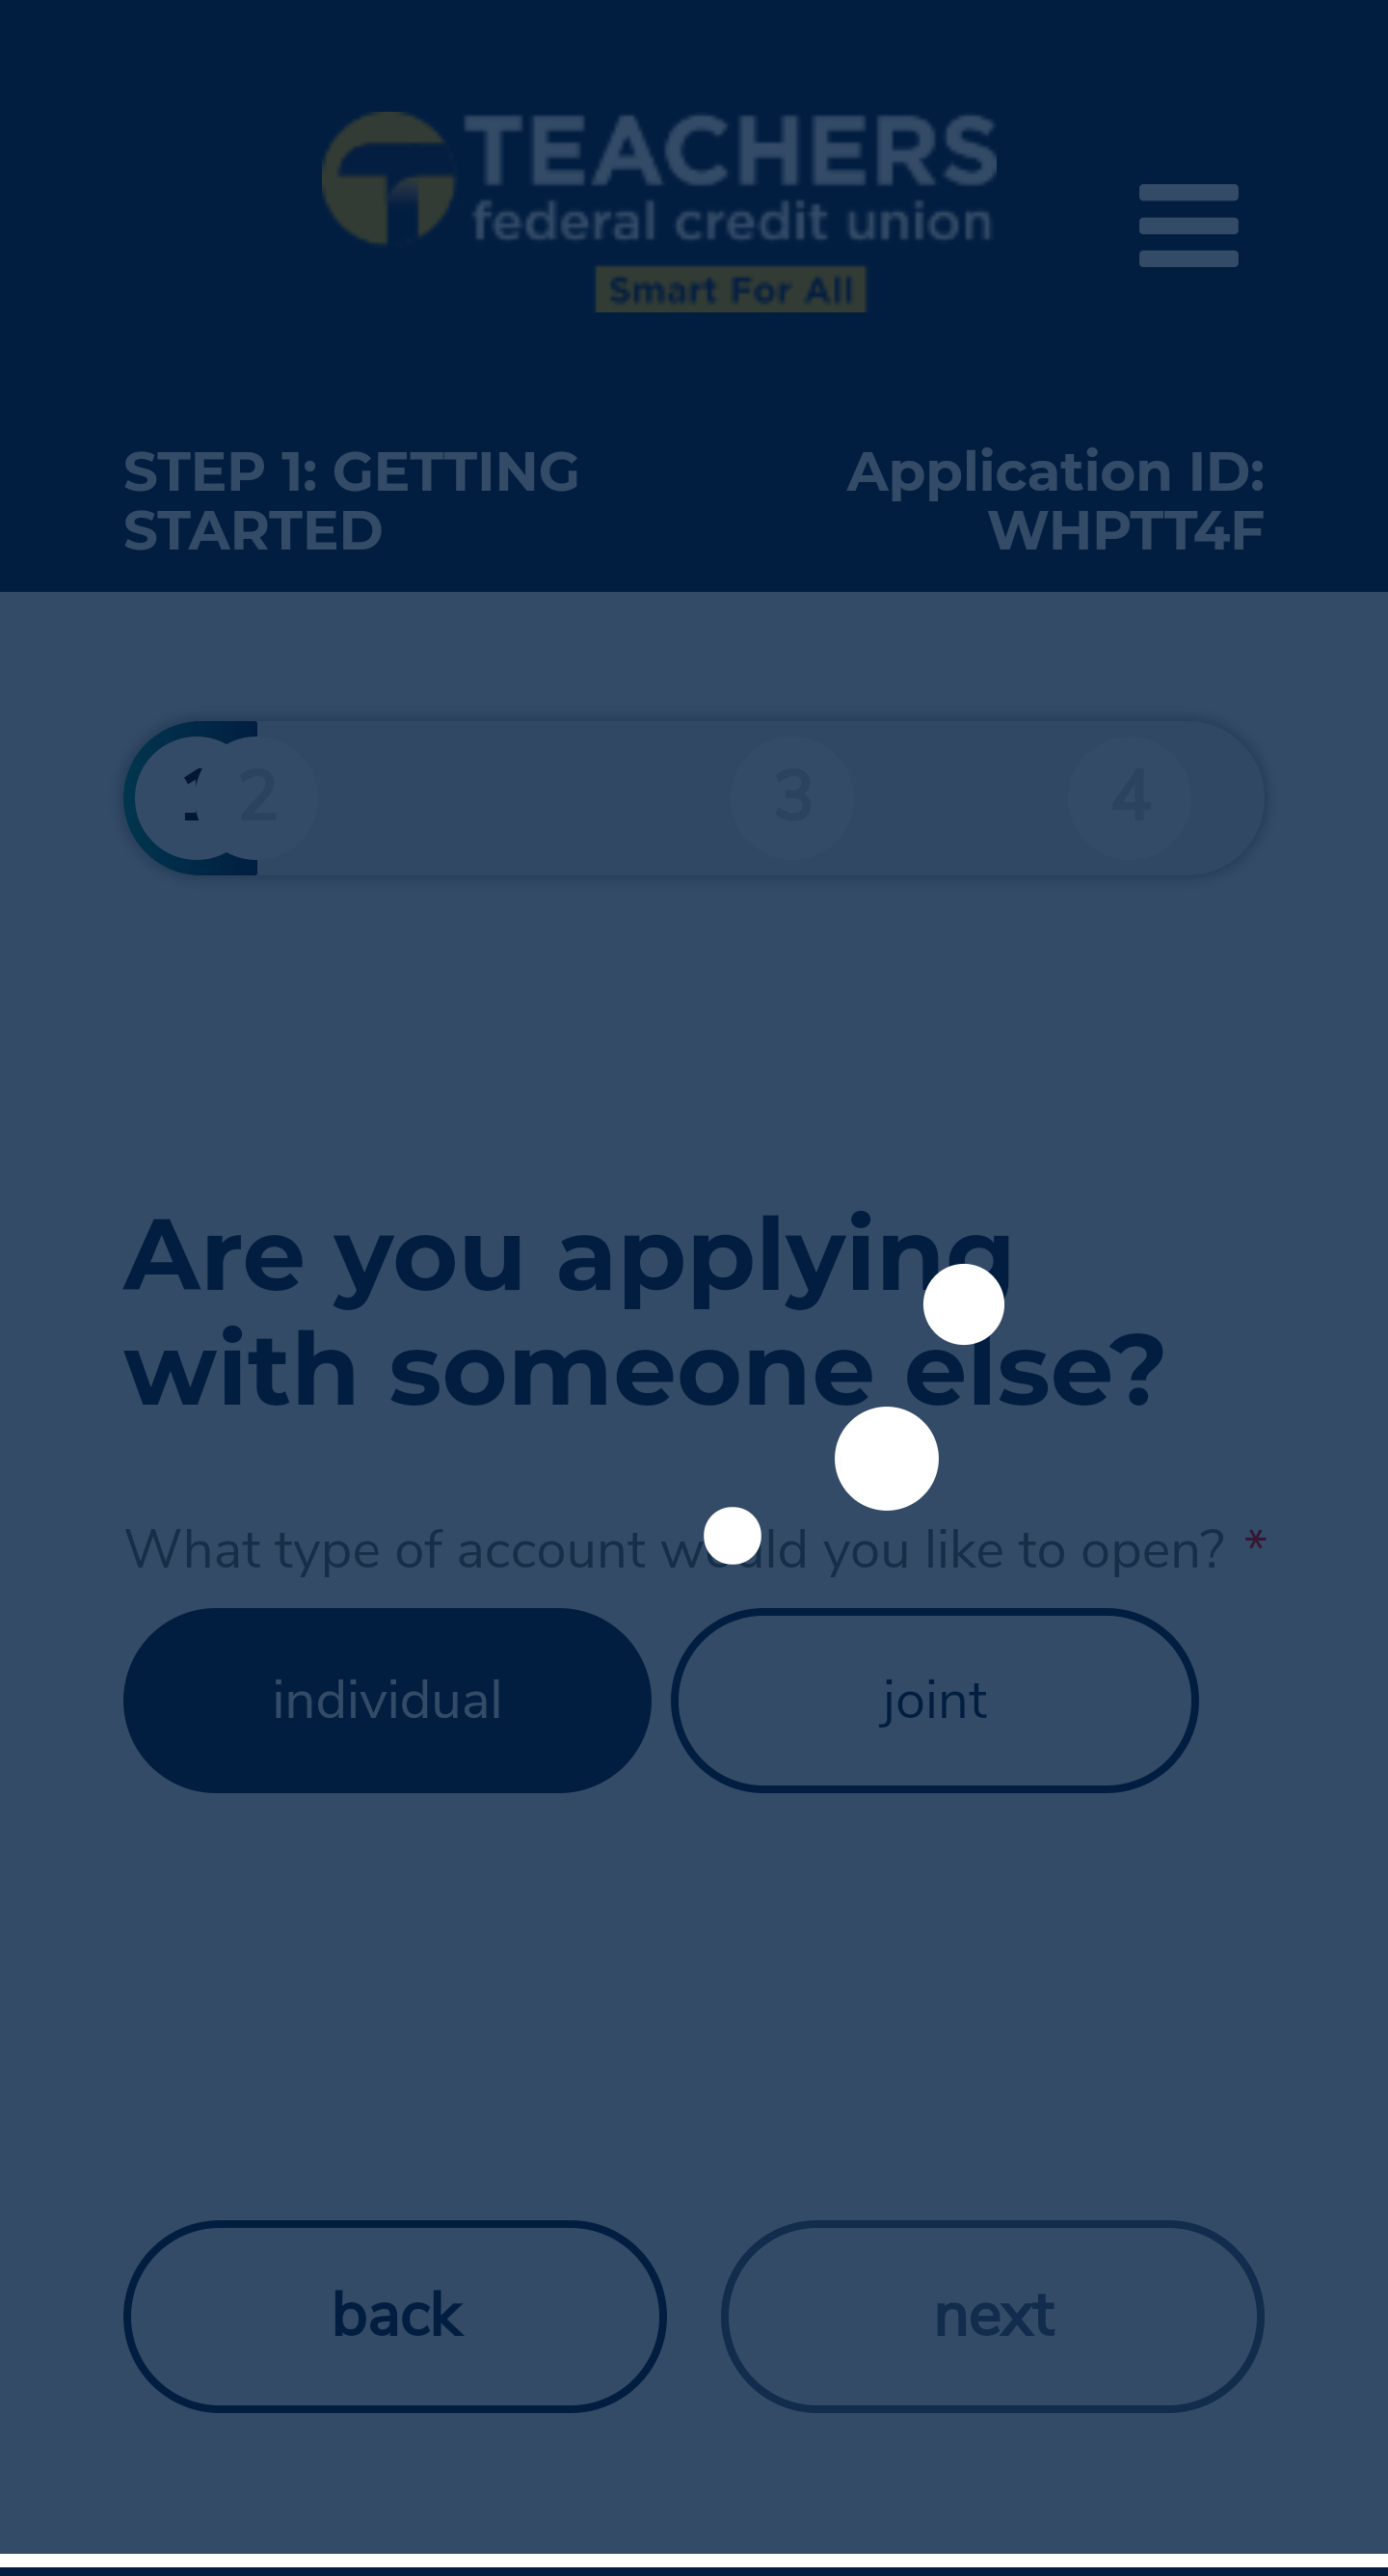 TEACHERS
federal credit union
Smart For All
STEP 1: GETTING
STARTED
Application ID:
WHPTT4F
1 2 3 4
Are you applying
with someone else?
What type of account would you like to open? *
individual joint
back next